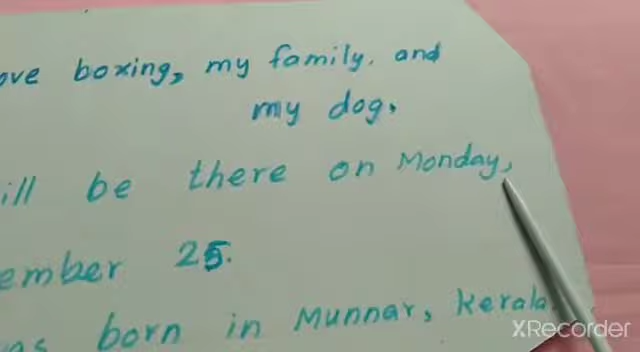 ove boxing, my family. and
my dog.
ill be there on Monday,
ember 25.
as born in Munnar, Kerala.
XRecorder